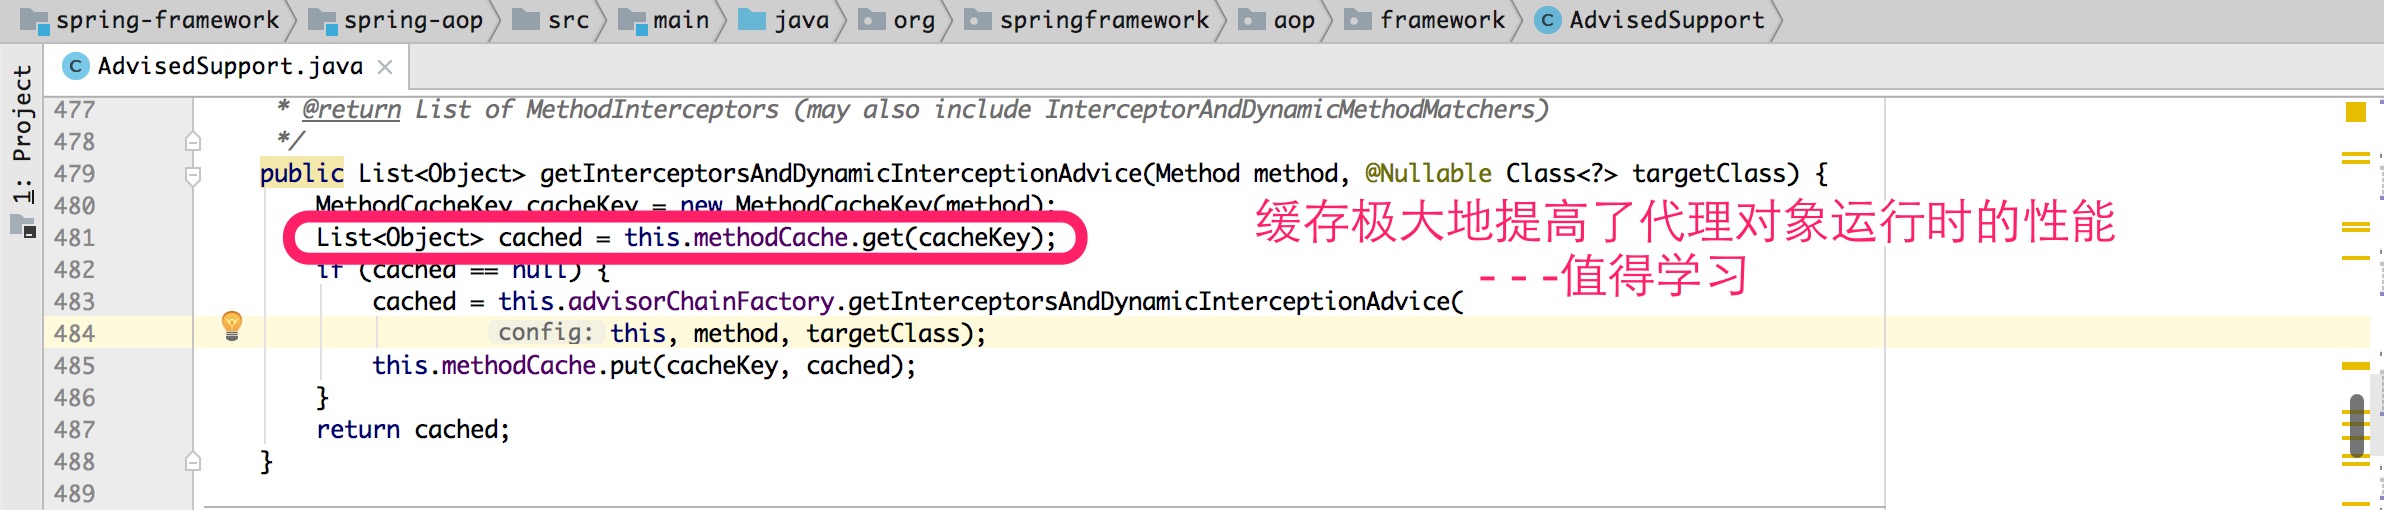 spring-framework spring-aop src main java org springframework aop framework AdvisedSupport
AdvisedSupport.java
1: Project
477 * @return List of MethodInterceptors (may also include InterceptorAndDynamicMethodMatchers)
478 */
479 public List<Object> getInterceptorsAndDynamicInterceptionAdvice(Method method, @Nullable Class<?> targetClass) {
480 MethodCacheKey cacheKey = new MethodCacheKey(method);
481 List<Object> cached = this.methodCache.get(cacheKey);
缓存极大地提高了代理对象运行时的性能
---值得学习
482 if (cached == null) {
483 cached = this.advisorChainFactory.getInterceptorsAndDynamicInterceptionAdvice(
484 config: this, method, targetClass);
485 this.methodCache.put(cacheKey, cached);
486 }
487 return cached;
488 }
489